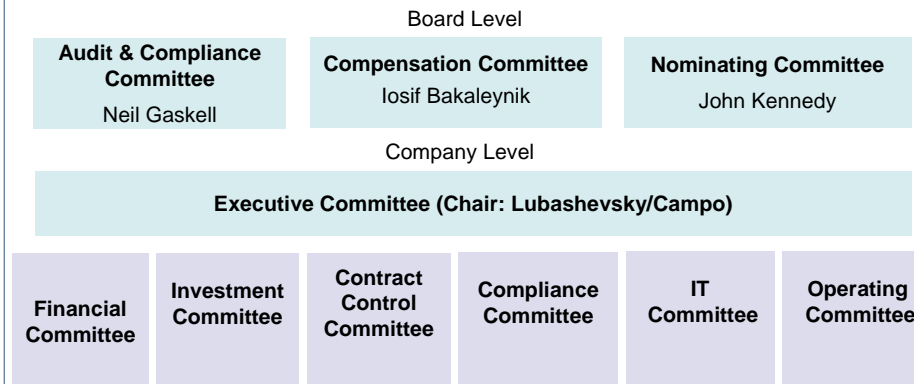 Board Level
Audit & Compliance
Committee
Neil Gaskell
Compensation Committee
Iosif Bakaleynik
Nominating Committee
John Kennedy
Company Level
Executive Committee (Chair: Lubashevsky/Campo)
Financial
Committee
Investment
Committee
Contract
Control
Committee
Compliance
Committee
IT
Committee
Operating
Committee